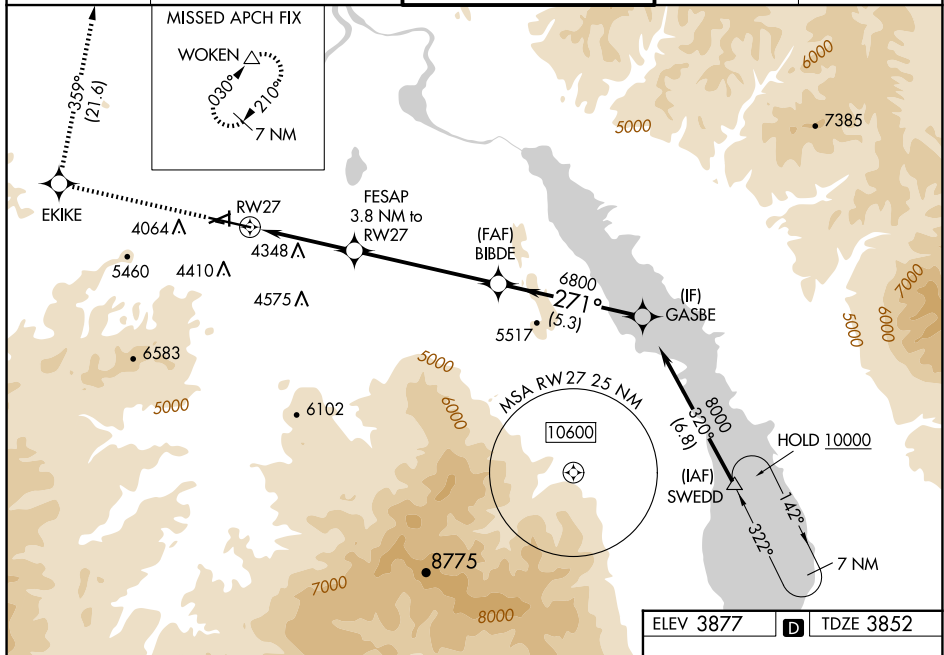 MISSED APCH FIX
WOKEN
030°
210°
7 NM
359°
(21.6)
6000
5000
7385
EKIKE
RW27
FESAP
3.8 NM to
RW27
4064
4348
5460
4410
4575
(FAF)
BIBDE
6800
271°
(5.3)
5517
(IF)
GASBE
7000
6000
5000
6583
5000
6102
5000
6000
MSA RW27 25 NM
10600
8000
320°
(6.8)
HOLD 10000
(IAF)
SWEDD
142°
322°
7 NM
8775
7000
8000
ELEV 3877
D
TDZE 3852